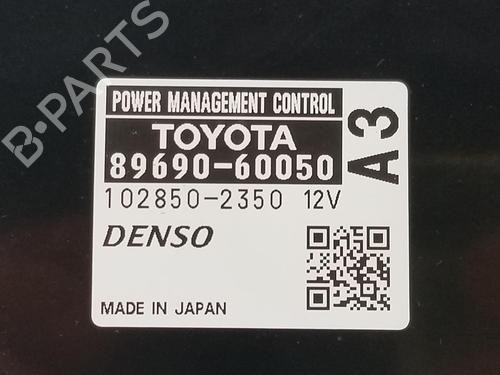 POWER MANAGEMENT CONTROL
TOYOTA
89690-60050
A3
102850-2350 12V
DENSO
MADE IN JAPAN
B-PARTS